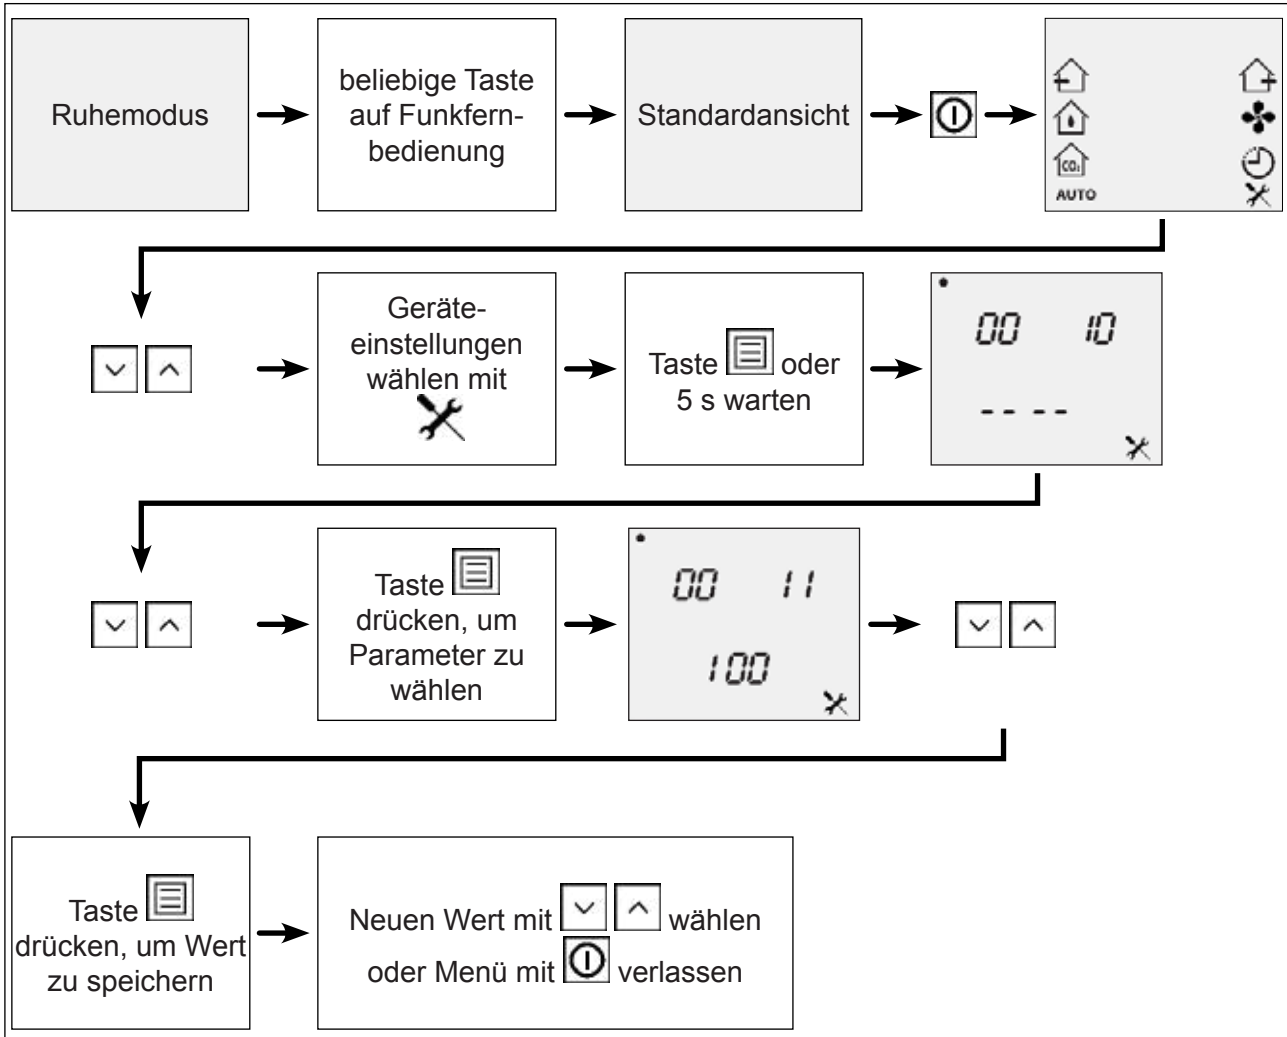 Ruhemodus
beliebige Taste
auf Funkfern-
bedienung
Standardansicht
CO₂
AUTO
Geräte-
einstellungen
wählen mit
Taste oder
5 s warten
00 10
- - - -
Taste
drücken, um
Parameter zu
wählen
00 11
100
Taste
drücken, um Wert
zu speichern
Neuen Wert mit wählen
oder Menü mit verlassen